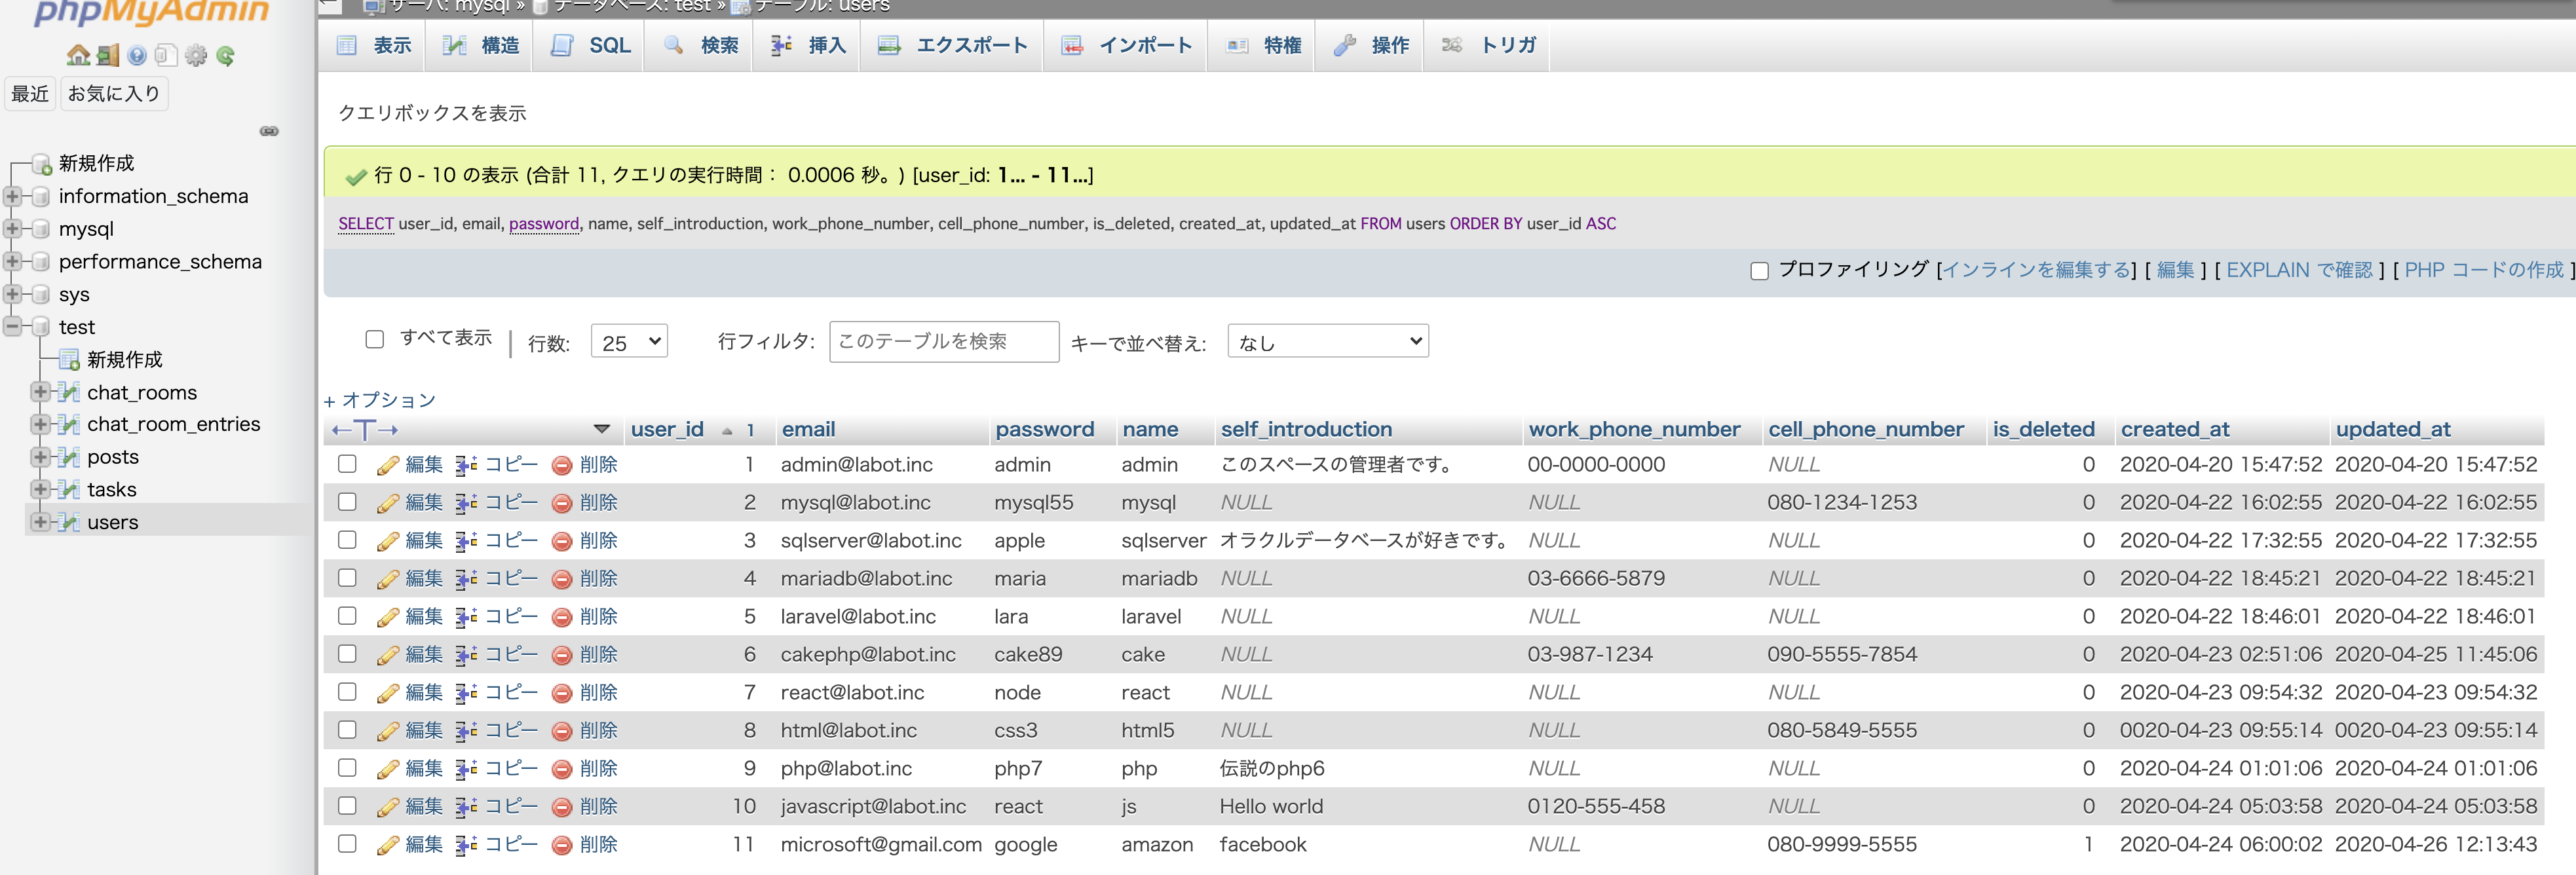 phpMyAdmin
最近 お気に入り
新規作成
information_schema
mysql
performance_schema
sys
test
新規作成
chat_rooms
chat_room_entries
posts
tasks
users
サーバ: mysql » データベース: test » テーブル: users
表示 構造 SQL 検索 挿入 エクスポート インポート 特権 操作 トリガ
クエリボックスを表示
行 0 - 10 の表示 (合計 11, クエリの実行時間： 0.0006 秒。) [user_id: 1... - 11...]
SELECT user_id, email, password, name, self_introduction, work_phone_number, cell_phone_number, is_deleted, created_at, updated_at FROM users ORDER BY user_id ASC
プロファイリング [インラインを編集する] [ 編集 ] [ EXPLAIN で確認 ] [ PHP コードの作成 ]
すべて表示 | 行数: 25 行フィルタ: このテーブルを検索 キーで並べ替え: なし
+ オプション
←T→ user_id 1 email password name self_introduction work_phone_number cell_phone_number is_deleted created_at updated_at
編集 コピー 削除 1 admin@labot.inc admin admin このスペースの管理者です。 00-0000-0000 NULL 0 2020-04-20 15:47:52 2020-04-20 15:47:52
編集 コピー 削除 2 mysql@labot.inc mysql55 mysql NULL NULL 080-1234-1253 0 2020-04-22 16:02:55 2020-04-22 16:02:55
編集 コピー 削除 3 sqlserver@labot.inc apple sqlserver オラクルデータベースが好きです。 NULL NULL 0 2020-04-22 17:32:55 2020-04-22 17:32:55
編集 コピー 削除 4 mariadb@labot.inc maria mariadb NULL 03-6666-5879 NULL 0 2020-04-22 18:45:21 2020-04-22 18:45:21
編集 コピー 削除 5 laravel@labot.inc lara laravel NULL NULL NULL 0 2020-04-22 18:46:01 2020-04-22 18:46:01
編集 コピー 削除 6 cakephp@labot.inc cake89 cake NULL 03-987-1234 090-5555-7854 0 2020-04-23 02:51:06 2020-04-25 11:45:06
編集 コピー 削除 7 react@labot.inc node react NULL NULL NULL 0 2020-04-23 09:54:32 2020-04-23 09:54:32
編集 コピー 削除 8 html@labot.inc css3 html5 NULL NULL 080-5849-5555 0 0020-04-23 09:55:14 0020-04-23 09:55:14
編集 コピー 削除 9 php@labot.inc php7 php 伝説のphp6 NULL NULL 0 2020-04-24 01:01:06 2020-04-24 01:01:06
編集 コピー 削除 10 javascript@labot.inc react js Hello world 0120-555-458 NULL 0 2020-04-24 05:03:58 2020-04-24 05:03:58
編集 コピー 削除 11 microsoft@gmail.com google amazon facebook NULL 080-9999-5555 1 2020-04-24 06:00:02 2020-04-26 12:13:43